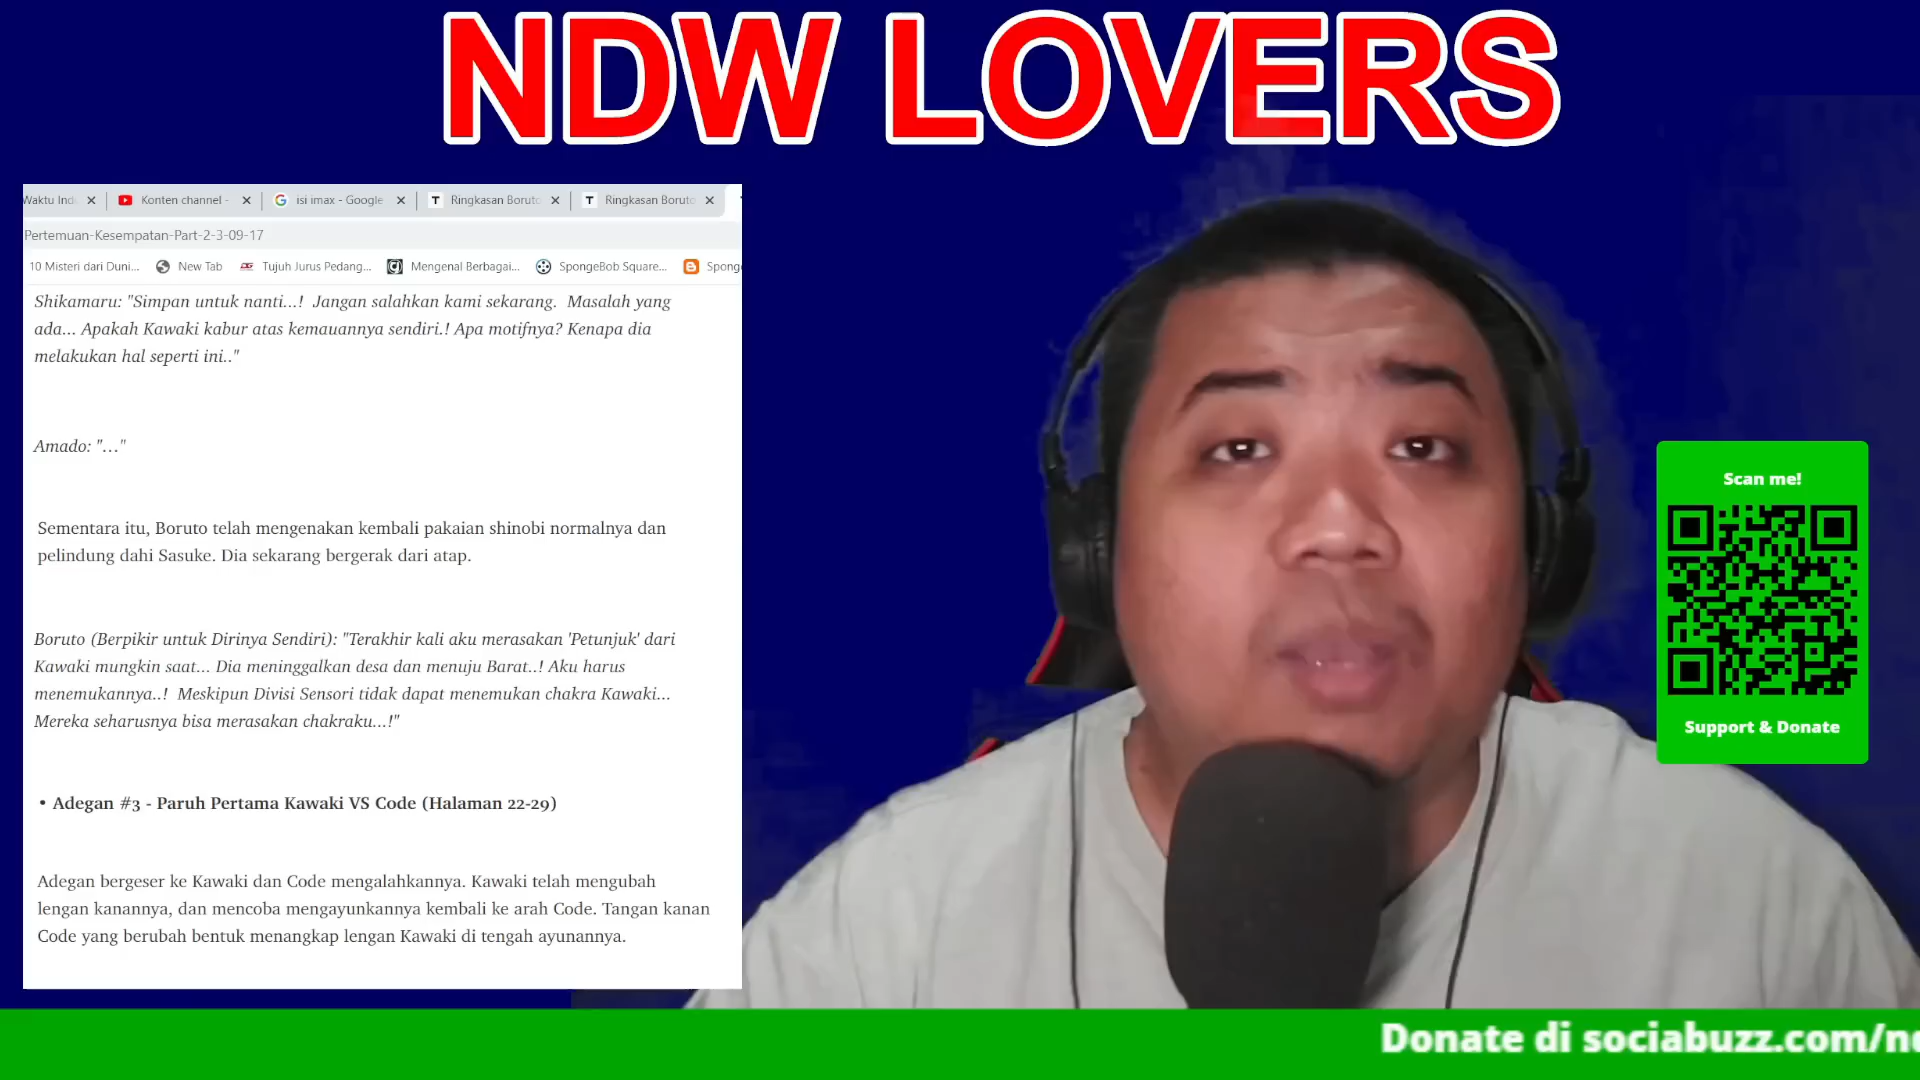 NDW LOVERS
Waktu Ind
Konten channel -
isi imax - Google
Ringkasan Boruto
Ringkasan Boruto
Pertemuan-Kesempatan-Part-2-3-09-17
10 Misteri dari Duni...
New Tab
Tujuh Jurus Pedang...
Mengenal Berbagai...
SpongeBob Square...
Spong
Shikamaru: "Simpan untuk nanti...!  Jangan salahkan kami sekarang.  Masalah yang
ada... Apakah Kawaki kabur atas kemauannya sendiri.! Apa motifnya? Kenapa dia
melakukan hal seperti ini.."
Amado: "..."
Sementara itu, Boruto telah mengenakan kembali pakaian shinobi normalnya dan
pelindung dahi Sasuke. Dia sekarang bergerak dari atap.
Boruto (Berpikir untuk Dirinya Sendiri): "Terakhir kali aku merasakan 'Petunjuk' dari
Kawaki mungkin saat... Dia meninggalkan desa dan menuju Barat..! Aku harus
menemukannya..!  Meskipun Divisi Sensori tidak dapat menemukan chakra Kawaki...
Mereka seharusnya bisa merasakan chakraku...!"
• Adegan #3 - Paruh Pertama Kawaki VS Code (Halaman 22-29)
Adegan bergeser ke Kawaki dan Code mengalahkannya. Kawaki telah mengubah
lengan kanannya, dan mencoba mengayunkannya kembali ke arah Code. Tangan kanan
Code yang berubah bentuk menangkap lengan Kawaki di tengah ayunannya.
Scan me!
Support & Donate
Donate di sociabuzz.com/n